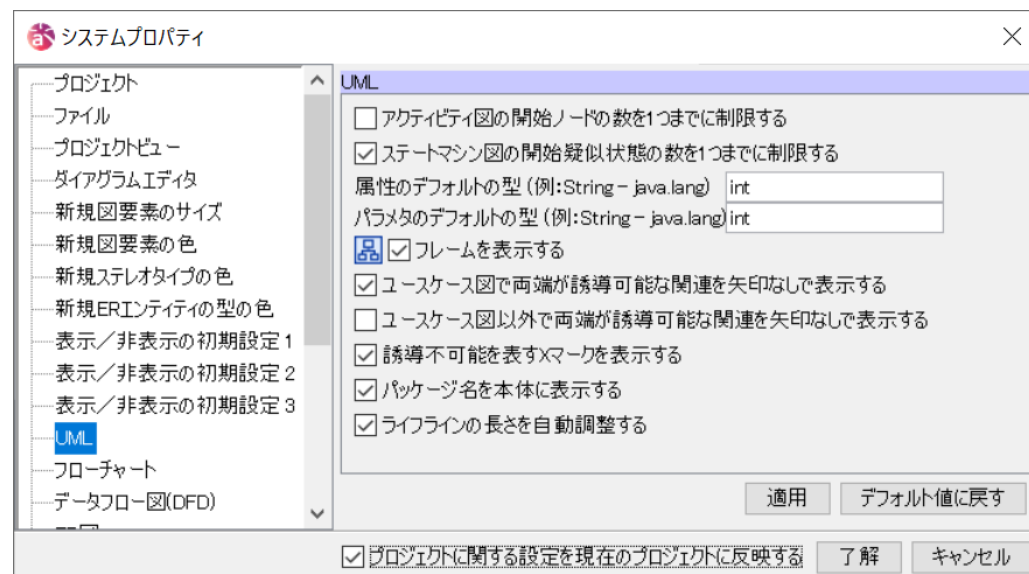 システムプロパティ
プロジェクト
ファイル
プロジェクトビュー
ダイアグラムエディタ
新規図要素のサイズ
新規図要素の色
新規ステレオタイプの色
新規ERエンティティの型の色
表示／非表示の初期設定1
表示／非表示の初期設定2
表示／非表示の初期設定3
UML
フローチャート
データフロー図(DFD)
UML
アクティビティ図の開始ノードの数を1つまでに制限する
ステートマシン図の開始疑似状態の数を1つまでに制限する
属性のデフォルトの型 (例:String - java.lang) int
パラメタのデフォルトの型 (例:String - java.lang) int
フレームを表示する
ユースケース図で両端が誘導可能な関連を矢印なしで表示する
ユースケース図以外で両端が誘導可能な関連を矢印なしで表示する
誘導不可能を表すXマークを表示する
パッケージ名を本体に表示する
ライフラインの長さを自動調整する
適用 デフォルト値に戻す
プロジェクトに関する設定を現在のプロジェクトに反映する 了解 キャンセル